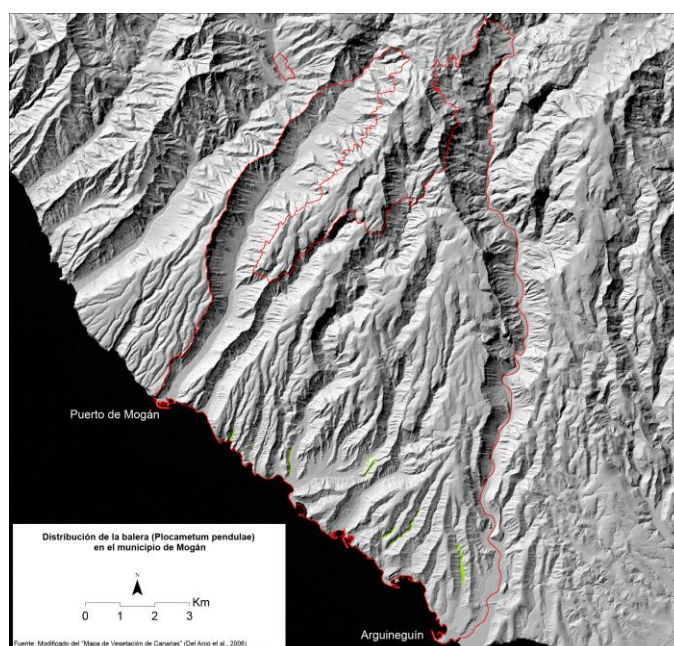 Puerto de Mogán
Distribución de la balera (Plocametum pendulae)
en el municipio de Mogán
N
0 1 2 3 Km
Arguineguín
Fuente: Modificado del "Mapa de Vegetación de Canarias" (Del Arco et al., 2006)